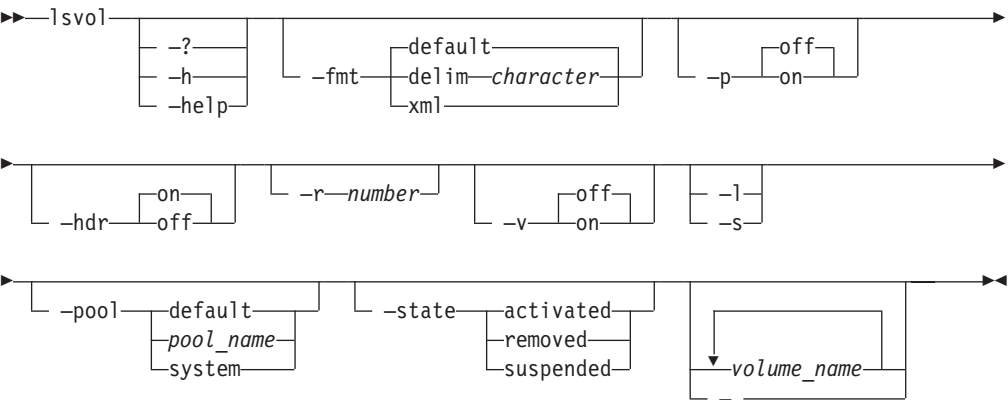 lsvol
–?
–h
–help
–fmt
default
delim character
xml
–p
off
on
–hdr
on
off
–r number
–v
off
on
–l
–s
–pool
default
pool_name
system
–state
activated
removed
suspended
volume_name
–